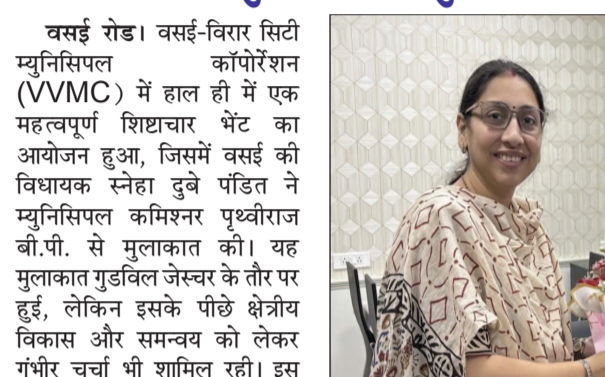 वसई रोड। वसई-विरार सिटी
म्युनिसिपल कॉपोर्रेशन
(VVMC) में हाल ही में एक
महत्वपूर्ण शिष्टाचार भेंट का
आयोजन हुआ, जिसमें वसई की
विधायक स्नेहा दुबे पंडित ने
म्युनिसिपल कमिश्नर पृथ्वीराज
बी.पी. से मुलाकात की। यह
मुलाकात गुडविल जेस्चर के तौर पर
हुई, लेकिन इसके पीछे क्षेत्रीय
विकास और समन्वय को लेकर
गंभीर चर्चा भी शामिल रही। इस